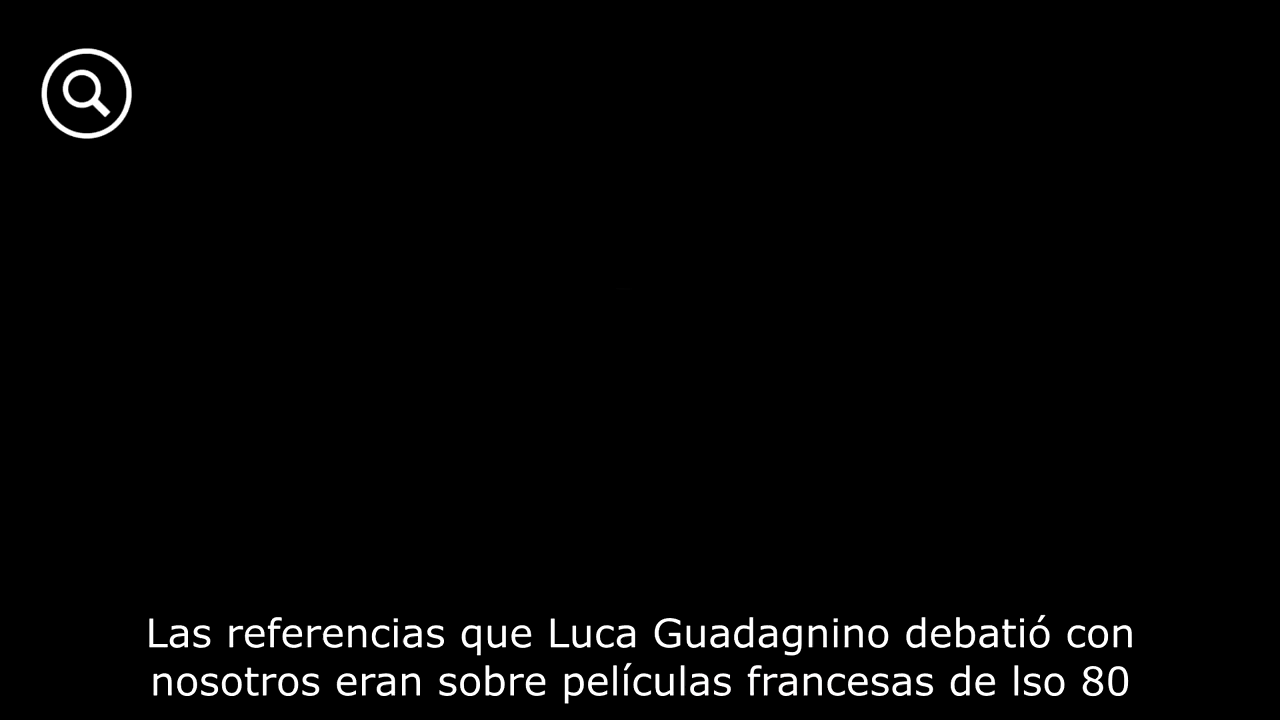 Las referencias que Luca Guadagnino debatió con
nosotros eran sobre películas francesas de lso 80